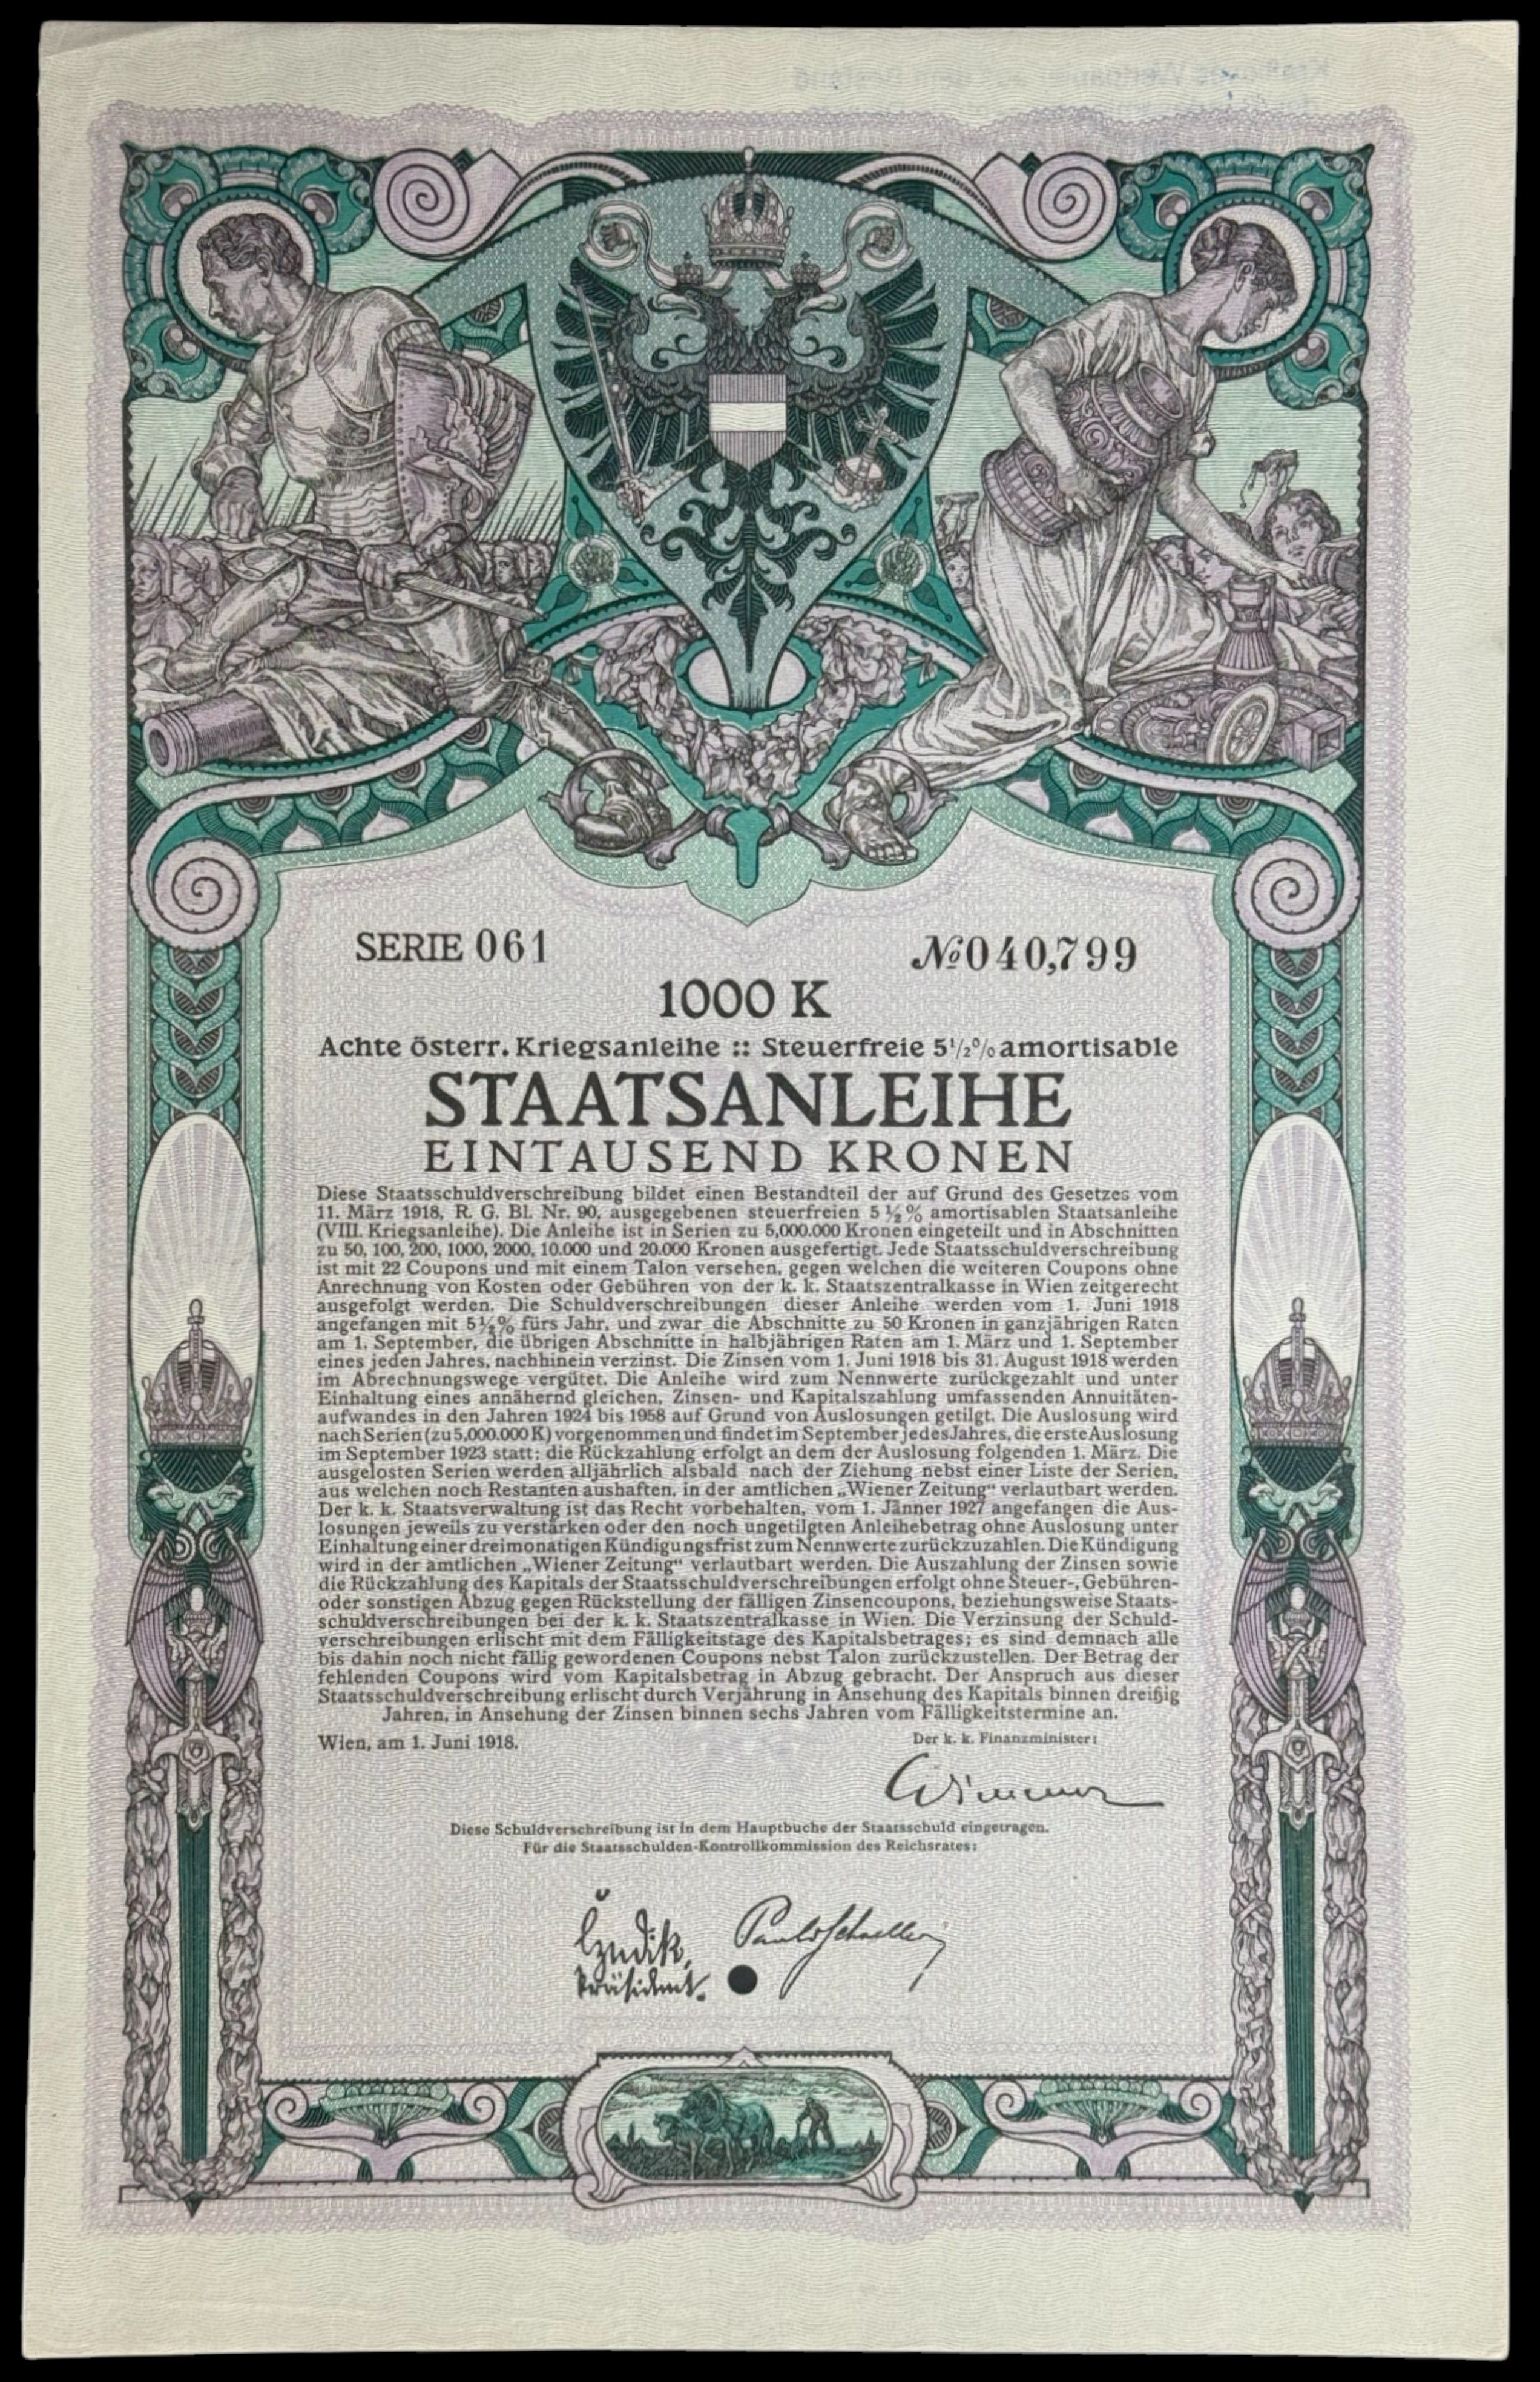 SERIE 061
№ 040,799
1000 K
Achte österr. Kriegsanleihe :: Steuerfreie 5½% amortisable
STAATSANLEIHE
EINTAUSEND KRONEN
Diese Staatsschuldverschreibung bildet einen Bestandteil der auf Grund des Gesetzes vom
11. März 1918, R. G. Bl. Nr. 90, ausgegebenen steuerfreien 5½% amortisablen Staatsanleihe
(VIII. Kriegsanleihe). Die Anleihe ist in Serien zu 5,000.000 Kronen eingeteilt und in Abschnitten
zu 50, 100, 200, 1000, 2000, 10.000 und 20.000 Kronen ausgefertigt. Jede Staatsschuldverschreibung
ist mit 22 Coupons und mit einem Talon versehen, gegen welchen die weiteren Coupons ohne
Anrechnung von Kosten oder Gebühren von der k. k. Staatszentralkasse in Wien zeitgerecht
ausgefolgt werden. Die Schuldverschreibungen dieser Anleihe werden vom 1. Juni 1918
angefangen mit 5½% fürs Jahr, und zwar die Abschnitte zu 50 Kronen in ganzjährigen Raten
am 1. September, die übrigen Abschnitte in halbjährigen Raten am 1. März und 1. September
eines jeden Jahres, nachhinein verzinst. Die Zinsen vom 1. Juni 1918 bis 31. August 1918 werden
im Abrechnungswege vergütet. Die Anleihe wird zum Nennwerte zurückgezahlt und unter
Einhaltung eines annähernd gleichen, Zinsen- und Kapitalszahlung umfassenden Annuitäten-
aufwandes in den Jahren 1924 bis 1958 auf Grund von Auslosungen getilgt. Die Auslosung wird
nach Serien (zu 5,000.000 K) vorgenommen und findet im September jedes Jahres, die erste Auslosung
im September 1923 statt; die Rückzahlung erfolgt an dem der Auslosung folgenden 1. März. Die
ausgelosten Serien werden alljährlich alsbald nach der Ziehung nebst einer Liste der Serien,
aus welchen noch Restanten aushaften, in der amtlichen „Wiener Zeitung“ verlautbart werden.
Der k. k. Staatsverwaltung ist das Recht vorbehalten, vom 1. Jänner 1927 angefangen die Aus-
losungen jeweils zu verstärken oder den noch ungetilgten Anleihebetrag ohne Auslosung unter
Einhaltung einer dreimonatigen Kündigungsfrist zum Nennwerte zurückzuzahlen. Die Kündigung
wird in der amtlichen „Wiener Zeitung“ verlautbart werden. Die Auszahlung der Zinsen sowie
die Rückzahlung des Kapitals der Staatsschuldverschreibungen erfolgt ohne Steuer-, Gebühren-
oder sonstigen Abzug gegen Rückstellung der fälligen Zinsencoupons, beziehungsweise Staats-
schuldverschreibungen bei der k. k. Staatszentralkasse in Wien. Die Verzinsung der Schuld-
verschreibungen erlischt mit dem Fälligkeitstage des Kapitalsbetrages; es sind demnach alle
bis dahin noch nicht fällig gewordenen Coupons nebst Talon zurückzustellen. Der Betrag der
fehlenden Coupons wird vom Kapitalsbetrag in Abzug gebracht. Der Anspruch aus dieser
Staatsschuldverschreibung erlischt durch Verjährung in Ansehung des Kapitals binnen dreißig
Jahren, in Ansehung der Zinsen binnen sechs Jahren vom Fälligkeitstermine an.
Wien, am 1. Juni 1918.
Der k. k. Finanzminister:
Wimmer
Diese Schuldverschreibung ist in dem Hauptbuche der Staatsschuld eingetragen.
Für die Staatsschulden-Kontrollkommission des Reichsrates:
Präsident.